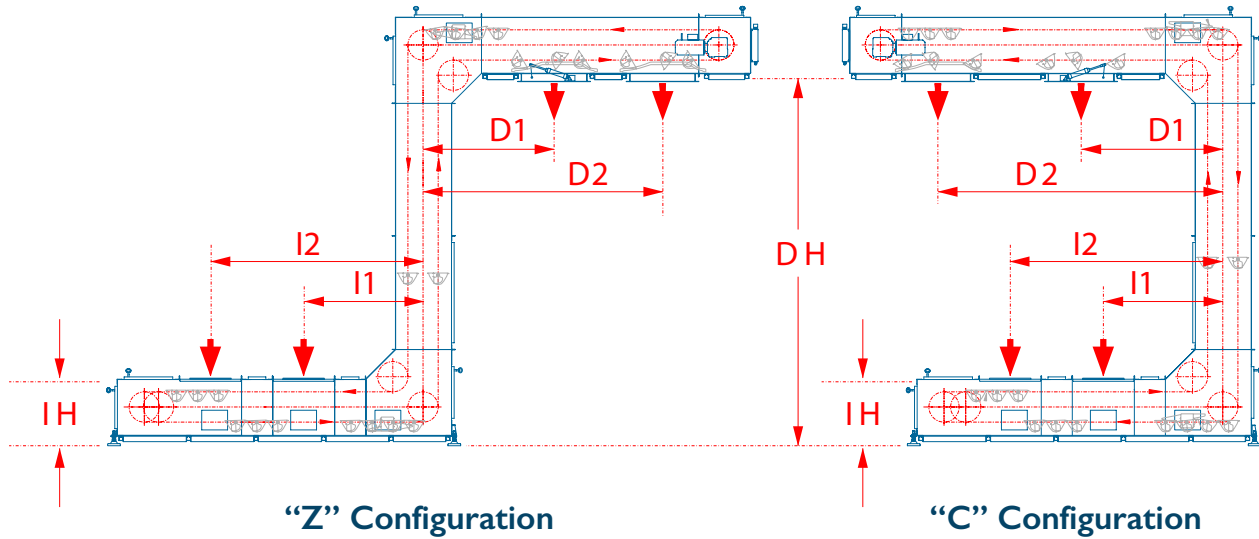 D1
D1
D2
D2
DH
I2
I2
I1
I1
IH
IH
“Z” Configuration
“C” Configuration